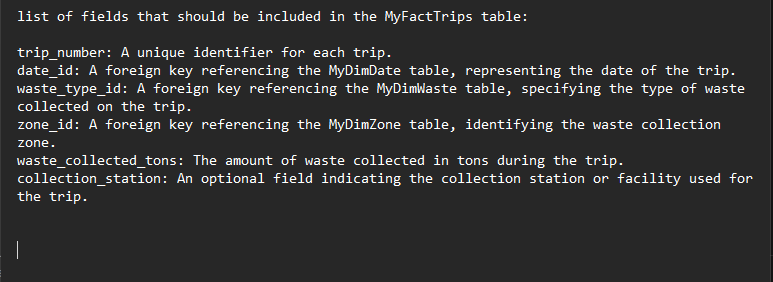 list of fields that should be included in the MyFactTrips table:
trip_number: A unique identifier for each trip.
date_id: A foreign key referencing the MyDimDate table, representing the date of the trip.
waste_type_id: A foreign key referencing the MyDimWaste table, specifying the type of waste
collected on the trip.
zone_id: A foreign key referencing the MyDimZone table, identifying the waste collection
zone.
waste_collected_tons: The amount of waste collected in tons during the trip.
collection_station: An optional field indicating the collection station or facility used for
the trip.